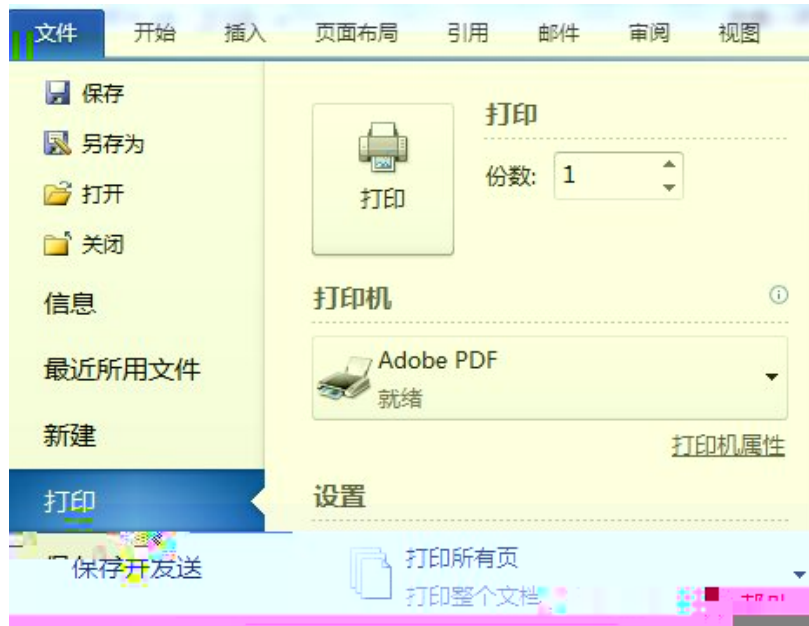 文件 开始 插入 页面布局 引用 邮件 审阅 视图
保存
另存为
打开
关闭
信息
最近所用文件
新建
打印
保存并发送
打印
打印
份数: 1
打印机
Adobe PDF
就绪
打印机属性
设置
打印所有页
打印整个文档